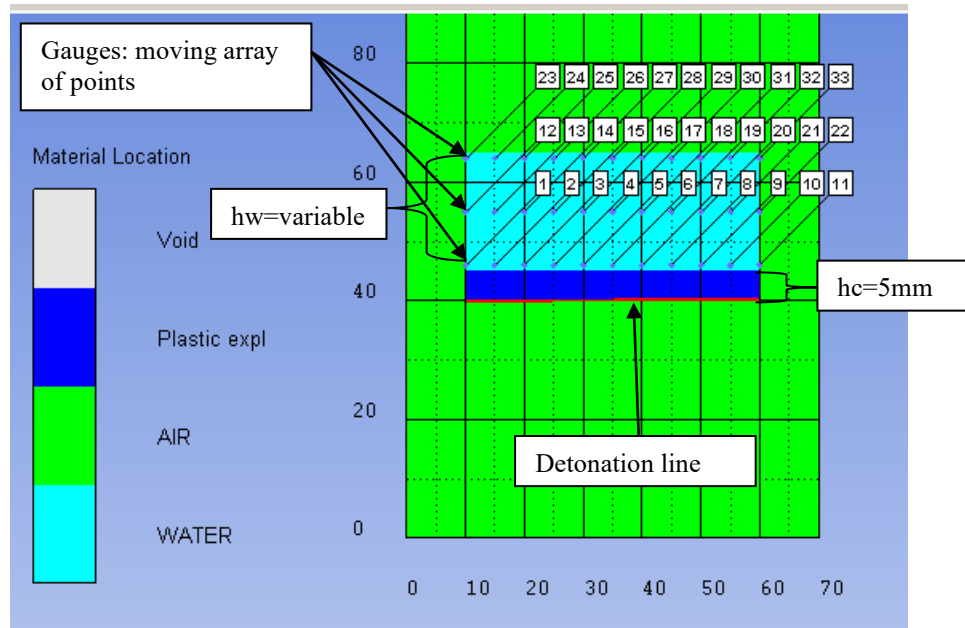 Gauges: moving array
of points
80
23 24 25 26 27 28 29 30 31 32 33
12 13 14 15 16 17 18 19 20 21 22
Material Location
60
1 2 3 4 5 6 7 8 9 10 11
hw=variable
Void
40
hc=5mm
Plastic expl
20
AIR
Detonation line
0
WATER
0 10 20 30 40 50 60 70